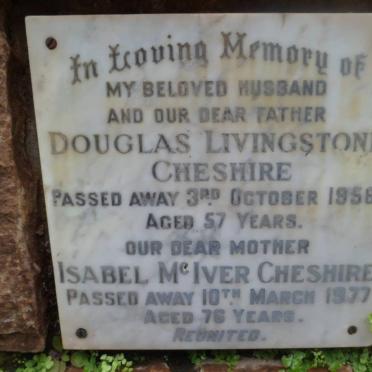 In Loving Memory of
MY BELOVED HUSBAND
AND OUR DEAR FATHER
DOUGLAS LIVINGSTONE
CHESHIRE
PASSED AWAY 3RD OCTOBER 1956
AGED 57 YEARS.
OUR DEAR MOTHER
ISABEL McIVER CHESHIRE
PASSED AWAY 10TH MARCH 1977
AGED 76 YEARS.
REUNITED.